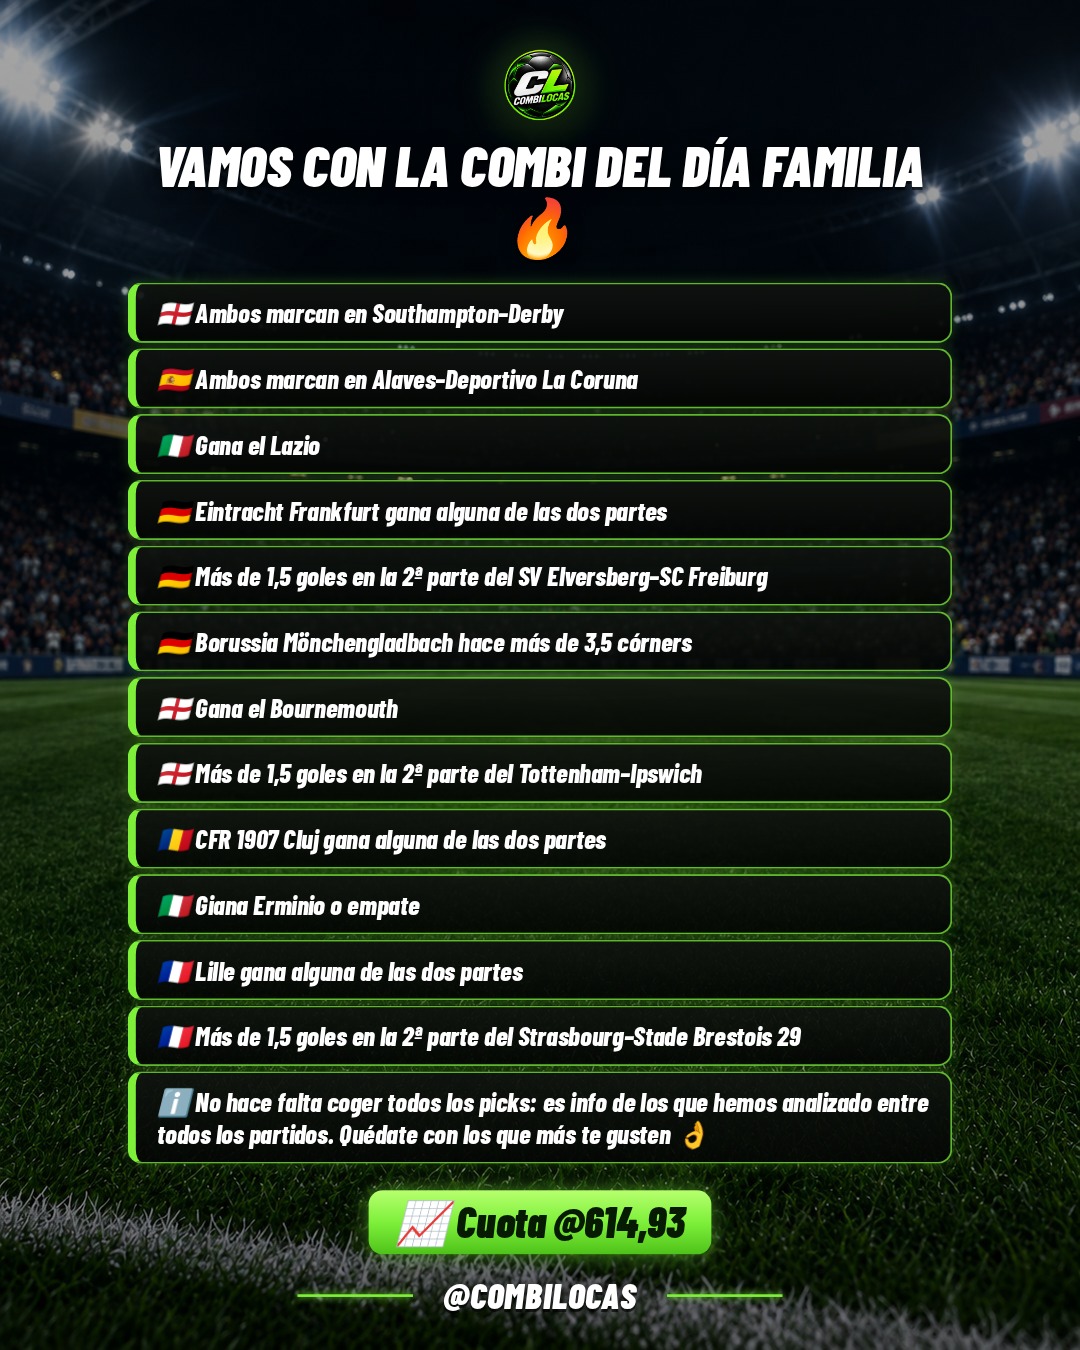 CL
COMBILOCAS
VAMOS CON LA COMBI DEL DÍA FAMILIA
🔥
🏴󠁧󠁢󠁥󠁮󠁧󠁿 Ambos marcan en Southampton-Derby
🇪🇸 Ambos marcan en Alaves-Deportivo La Coruna
🇮🇹 Gana el Lazio
🇩🇪 Eintracht Frankfurt gana alguna de las dos partes
🇩🇪 Más de 1,5 goles en la 2ª parte del SV Elversberg-SC Freiburg
🇩🇪 Borussia Mönchengladbach hace más de 3,5 córners
🏴󠁧󠁢󠁥󠁮󠁧󠁿 Gana el Bournemouth
🏴󠁧󠁢󠁥󠁮󠁧󠁿 Más de 1,5 goles en la 2ª parte del Tottenham-Ipswich
🇷🇴 CFR 1907 Cluj gana alguna de las dos partes
🇮🇹 Giana Erminio o empate
🇫🇷 Lille gana alguna de las dos partes
🇫🇷 Más de 1,5 goles en la 2ª parte del Strasbourg-Stade Brestois 29
ℹ️ No hace falta coger todos los picks: es info de los que hemos analizado entre
todos los partidos. Quédate con los que más te gusten 👌
📈 Cuota @614,93
@COMBILOCAS